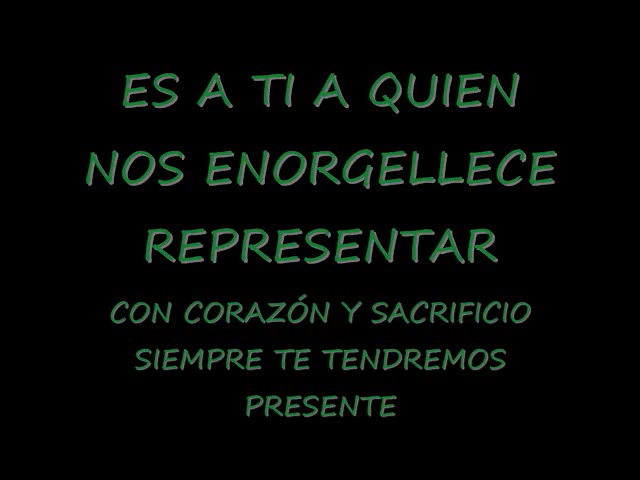 ES A TI A QUIEN
NOS ENORGELLECE
REPRESENTAR
CON CORAZÓN Y SACRIFICIO
SIEMPRE TE TENDREMOS
PRESENTE